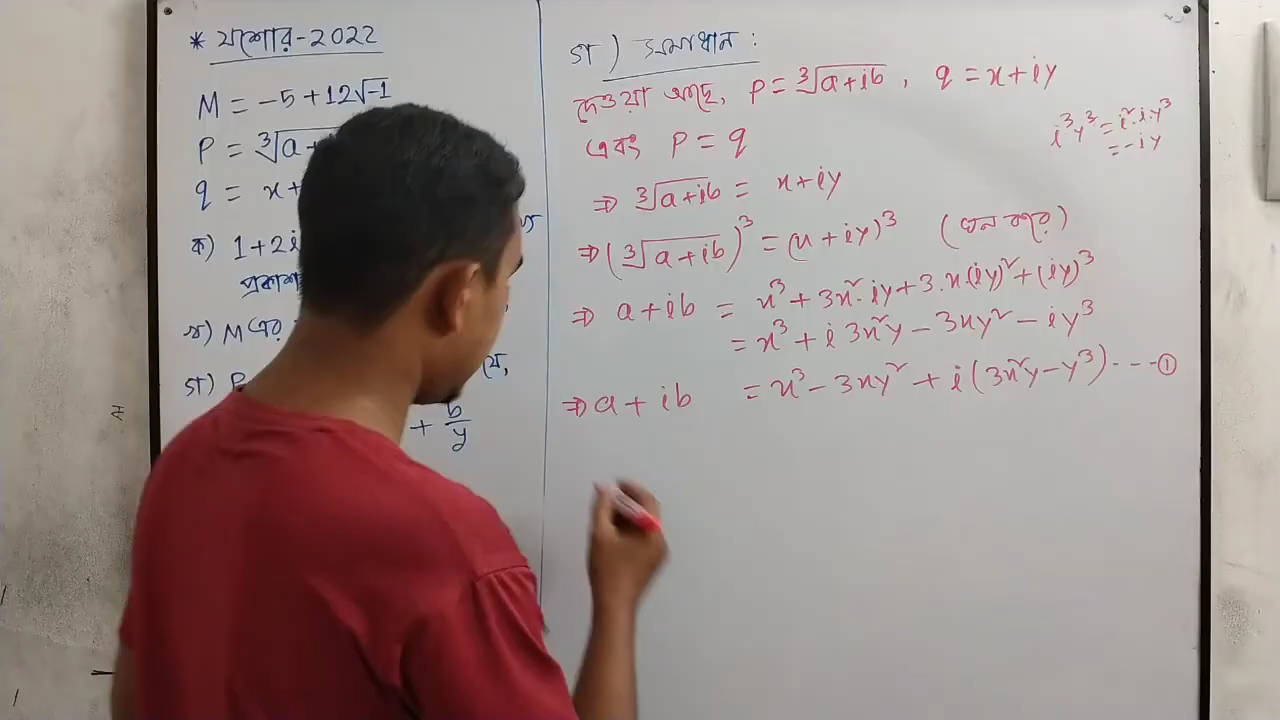 * যশোর-2022
M = -5 + 12√-1
P = ∛a+
q = x+
ক) 1+2i
প্রকাশ
খ) M এর
গ) P যে,
+ b/y
গ) সমাধান :
দেওয়া আছে, P = ∛a+ib , q = x+iy
এবং P = q
⇒ ∛a+ib = x+iy
⇒ (∛a+ib)³ = (x+iy)³ (ঘন করে)
⇒ a+ib = x³ + 3x². iy + 3.x(iy)² + (iy)³
= x³ + i 3x²y - 3xy² - iy³
⇒ a + ib = x³ - 3xy² + i (3x²y - y³) ---- ①
i³y³ = i². i. y³
= - iy